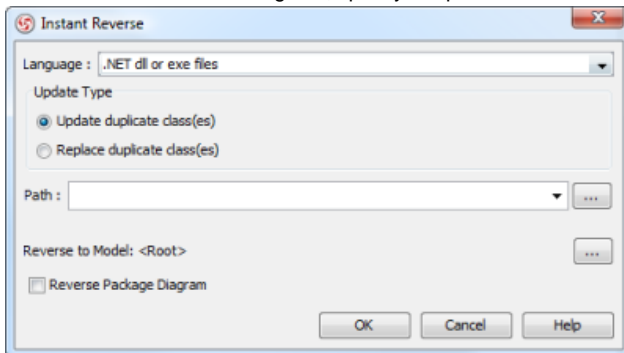 Instant Reverse
Language : .NET dll or exe files
Update Type
Update duplicate class(es)
Replace duplicate class(es)
Path : ...
Reverse to Model: <Root> ...
Reverse Package Diagram
OK Cancel Help